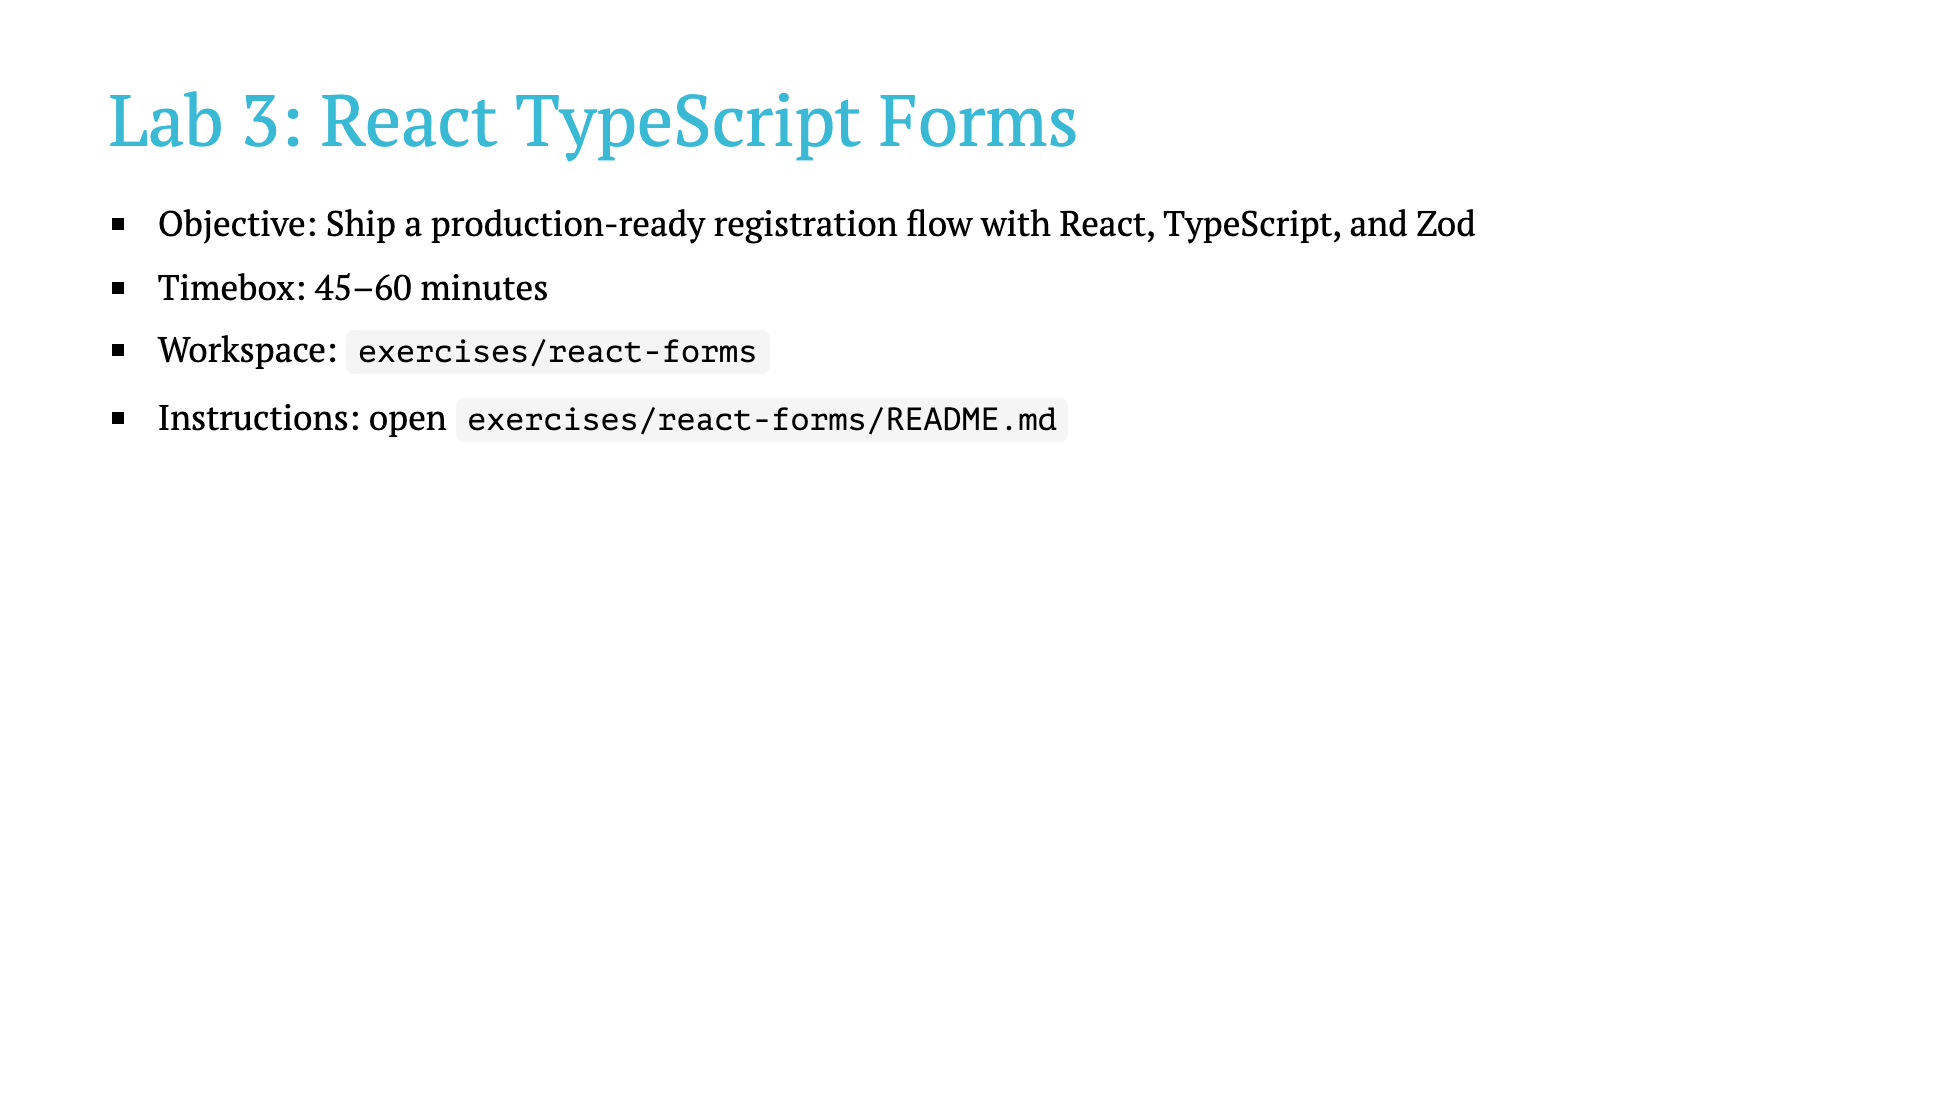 Lab 3: React TypeScript Forms
▪ Objective: Ship a production-ready registration flow with React, TypeScript, and Zod
▪ Timebox: 45–60 minutes
▪ Workspace: exercises/react-forms
▪ Instructions: open exercises/react-forms/README.md